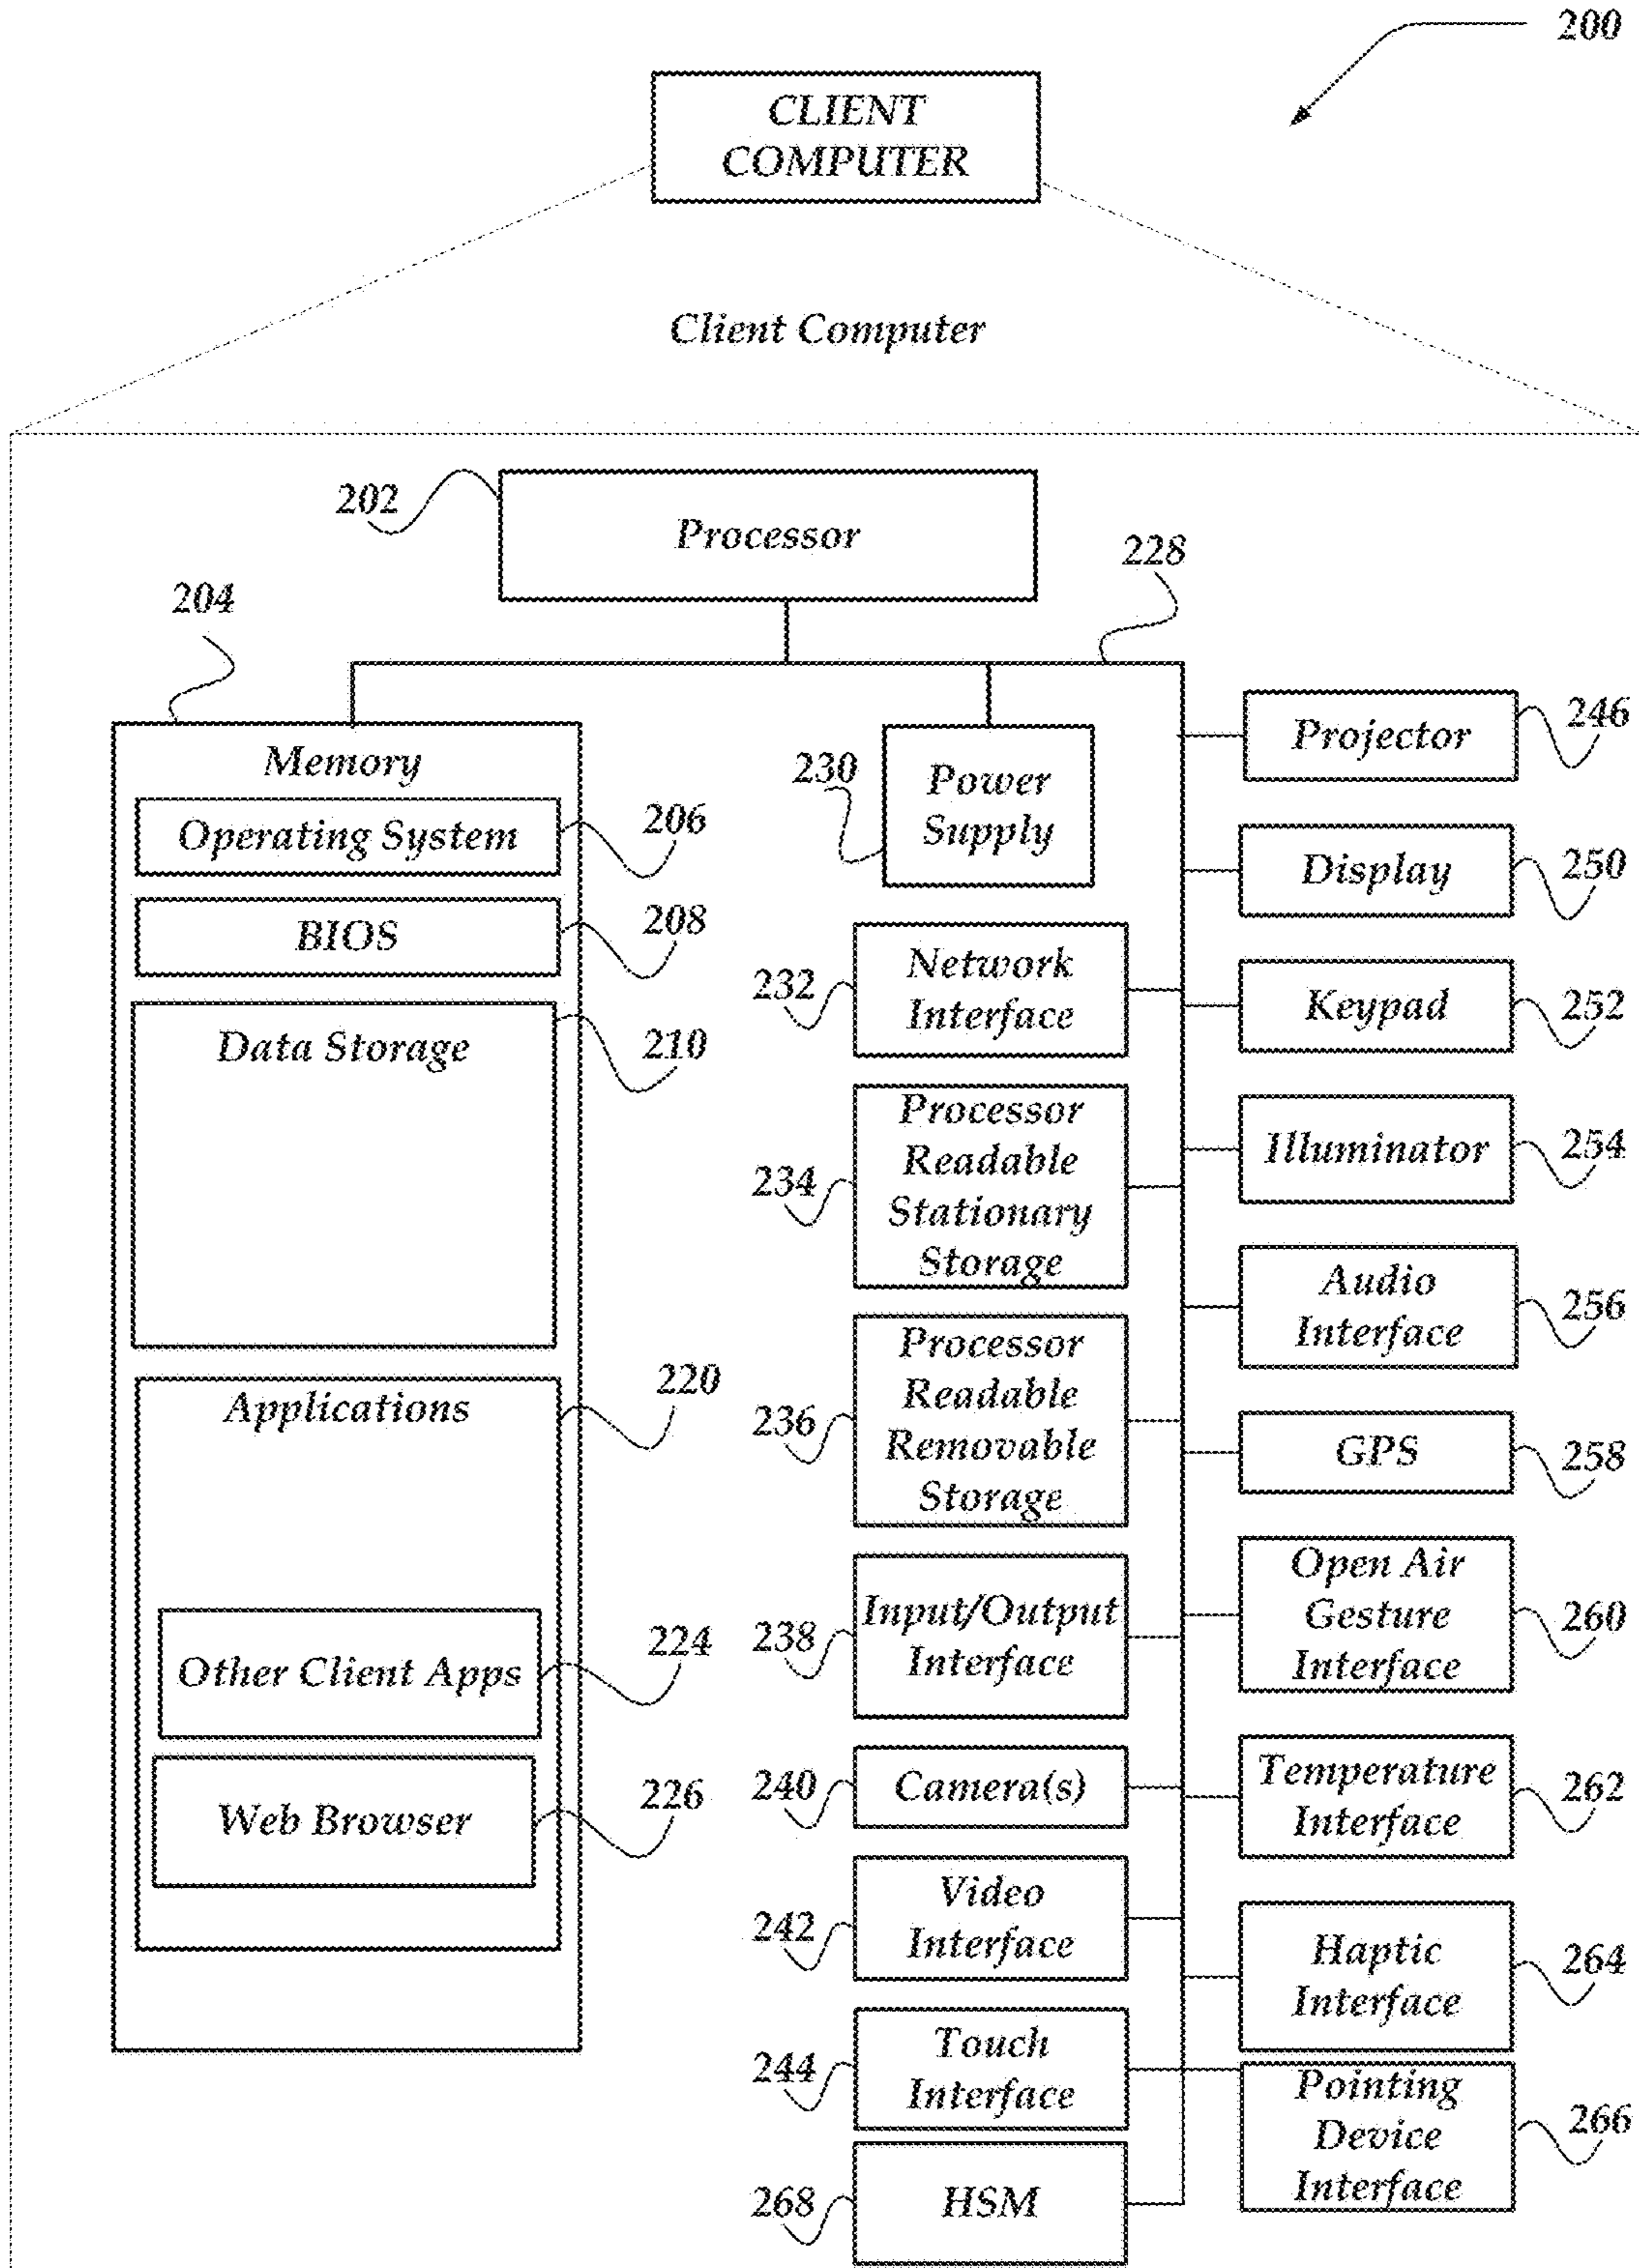 200
CLIENT
COMPUTER
Client Computer
202
Processor
228
204
Memory
Operating System
206
BIOS
208
Data Storage
210
Applications
220
Other Client Apps
224
Web Browser
226
230
Power
Supply
232
Network
Interface
234
Processor
Readable
Stationary
Storage
236
Processor
Readable
Removable
Storage
238
Input/Output
Interface
240
Camera(s)
242
Video
Interface
244
Touch
Interface
268
HSM
Projector
246
Display
250
Keypad
252
Illuminator
254
Audio
Interface
256
GPS
258
Open Air
Gesture
Interface
260
Temperature
Interface
262
Haptic
Interface
264
Pointing
Device
Interface
266